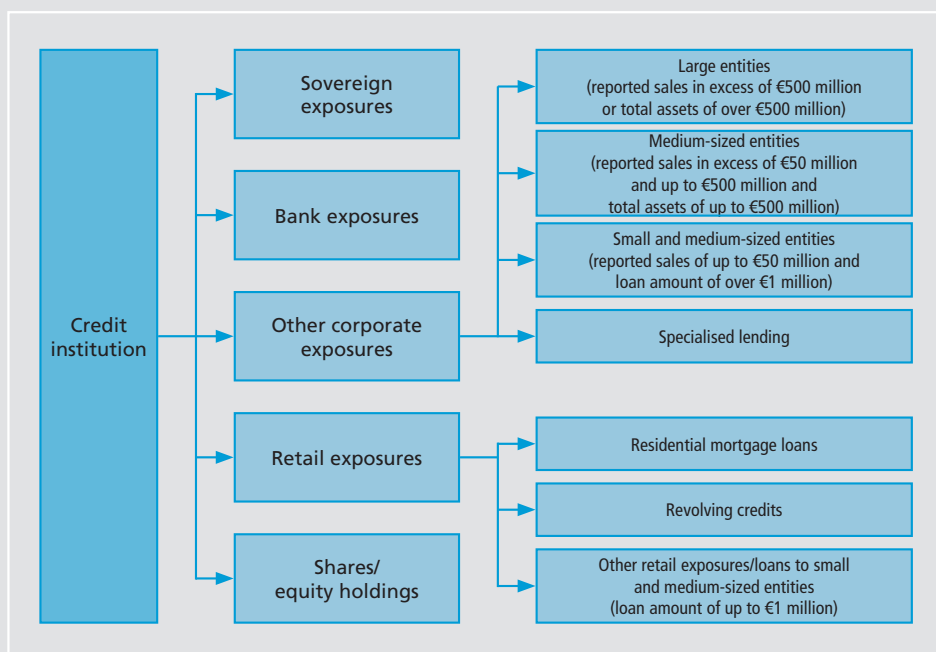 Credit
institution
Sovereign
exposures
Bank exposures
Other corporate
exposures
Retail exposures
Shares/
equity holdings
Large entities
(reported sales in excess of €500 million
or total assets of over €500 million)
Medium-sized entities
(reported sales in excess of €50 million
and up to €500 million and
total assets of up to €500 million)
Small and medium-sized entities
(reported sales of up to €50 million and
loan amount of over €1 million)
Specialised lending
Residential mortgage loans
Revolving credits
Other retail exposures/loans to small
and medium-sized entities
(loan amount of up to €1 million)